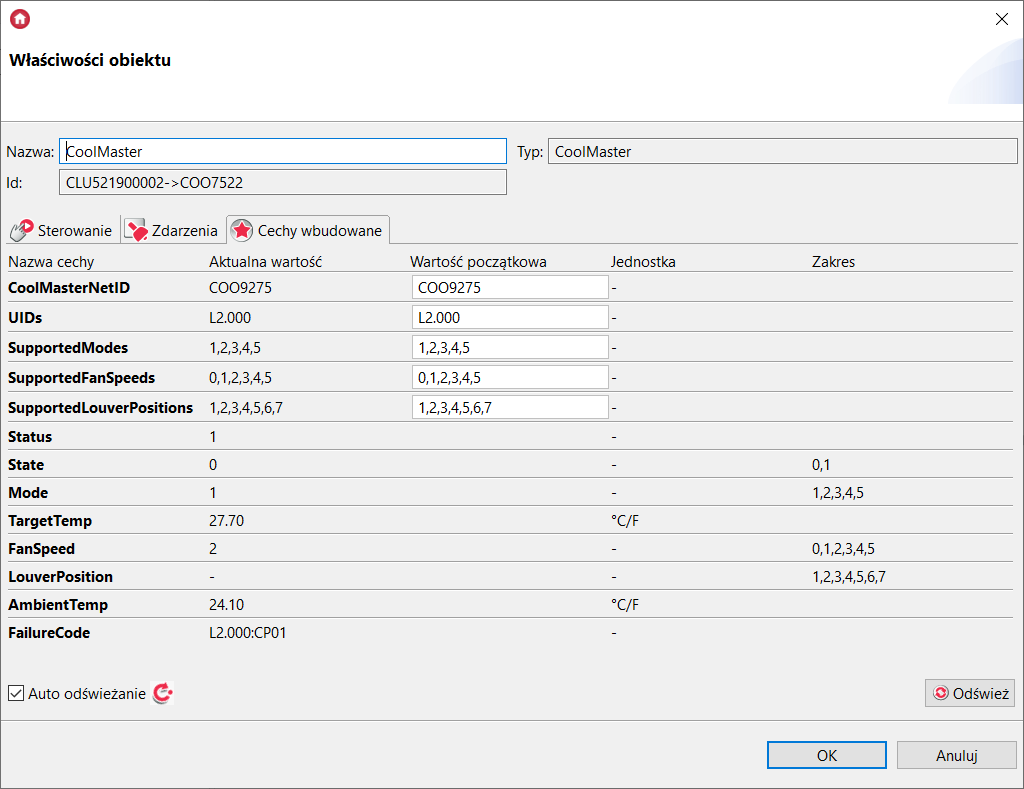 Właściwości obiektu
Nazwa: CoolMaster Typ: CoolMaster
Id: CLU521900002->COO7522
Sterowanie Zdarzenia Cechy wbudowane
Nazwa cechy Aktualna wartość Wartość początkowa Jednostka Zakres
CoolMasterNetID COO9275 COO9275 -
UIDs L2.000 L2.000 -
SupportedModes 1,2,3,4,5 1,2,3,4,5 -
SupportedFanSpeeds 0,1,2,3,4,5 0,1,2,3,4,5 -
SupportedLouverPositions 1,2,3,4,5,6,7 1,2,3,4,5,6,7 -
Status 1 -
State 0 - 0,1
Mode 1 - 1,2,3,4,5
TargetTemp 27.70 °C/F
FanSpeed 2 - 0,1,2,3,4,5
LouverPosition - - 1,2,3,4,5,6,7
AmbientTemp 24.10 °C/F
FailureCode L2.000:CP01 -
Auto odświeżanie Odśwież
OK Anuluj